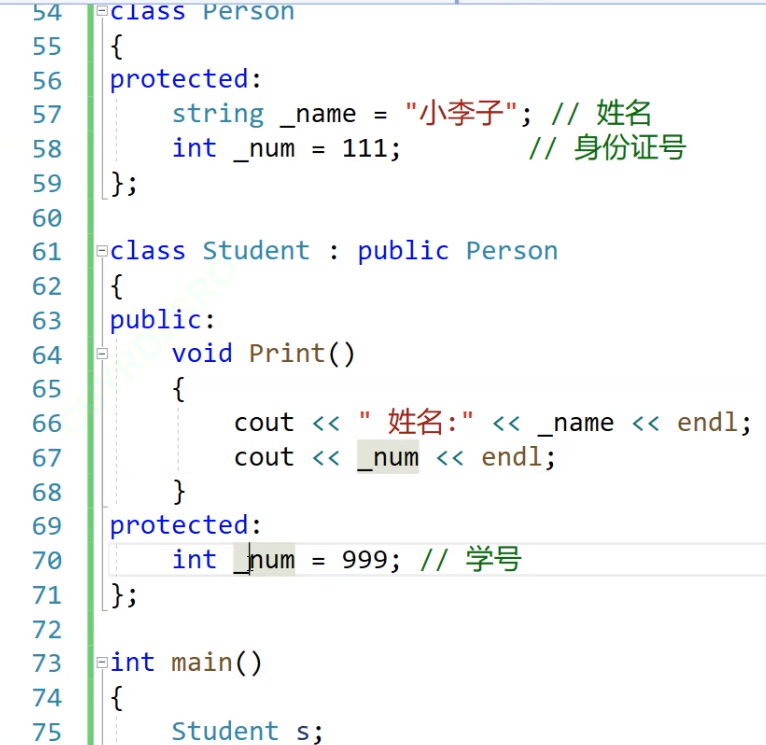 54 class Person
55 {
56 protected:
57     string _name = "小李子"; // 姓名
58     int _num = 111;        // 身份证号
59 };
60
61 class Student : public Person
62 {
63 public:
64     void Print()
65     {
66         cout << " 姓名:" << _name << endl;
67         cout << _num << endl;
68     }
69 protected:
70     int _num = 999; // 学号
71 };
72
73 int main()
74 {
75     Student s;